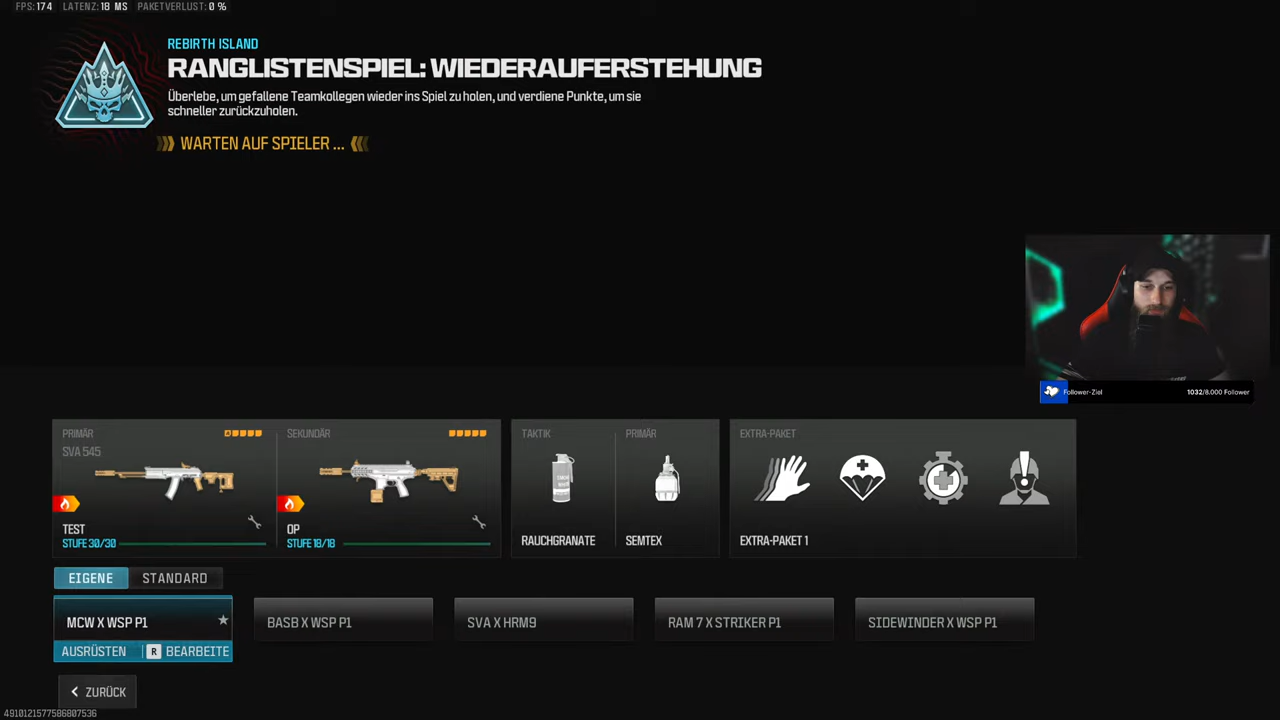 FPS: 174 LATENZ: 18 MS PAKETVERLUST: 0 %
REBIRTH ISLAND
RANGLISTENSPIEL: WIEDERAUFERSTEHUNG
Überlebe, um gefallene Teamkollegen wieder ins Spiel zu holen, und verdiene Punkte, um sie
schneller zurückzuholen.
WARTEN AUF SPIELER ...
Follower-Ziel 1032/8.000 Follower
PRIMÄR
SVA 545
TEST
STUFE 30/30
SEKUNDÄR
OP
STUFE 18/18
TAKTIK
RAUCHGRANATE
PRIMÄR
SEMTEX
EXTRA-PAKET
EXTRA-PAKET 1
EIGENE STANDARD
MCW X WSP P1
BASB X WSP P1
SVA X HRM9
RAM 7 X STRIKER P1
SIDEWINDER X WSP P1
AUSRÜSTEN R BEARBEITE
ZURÜCK
4910121577586807536